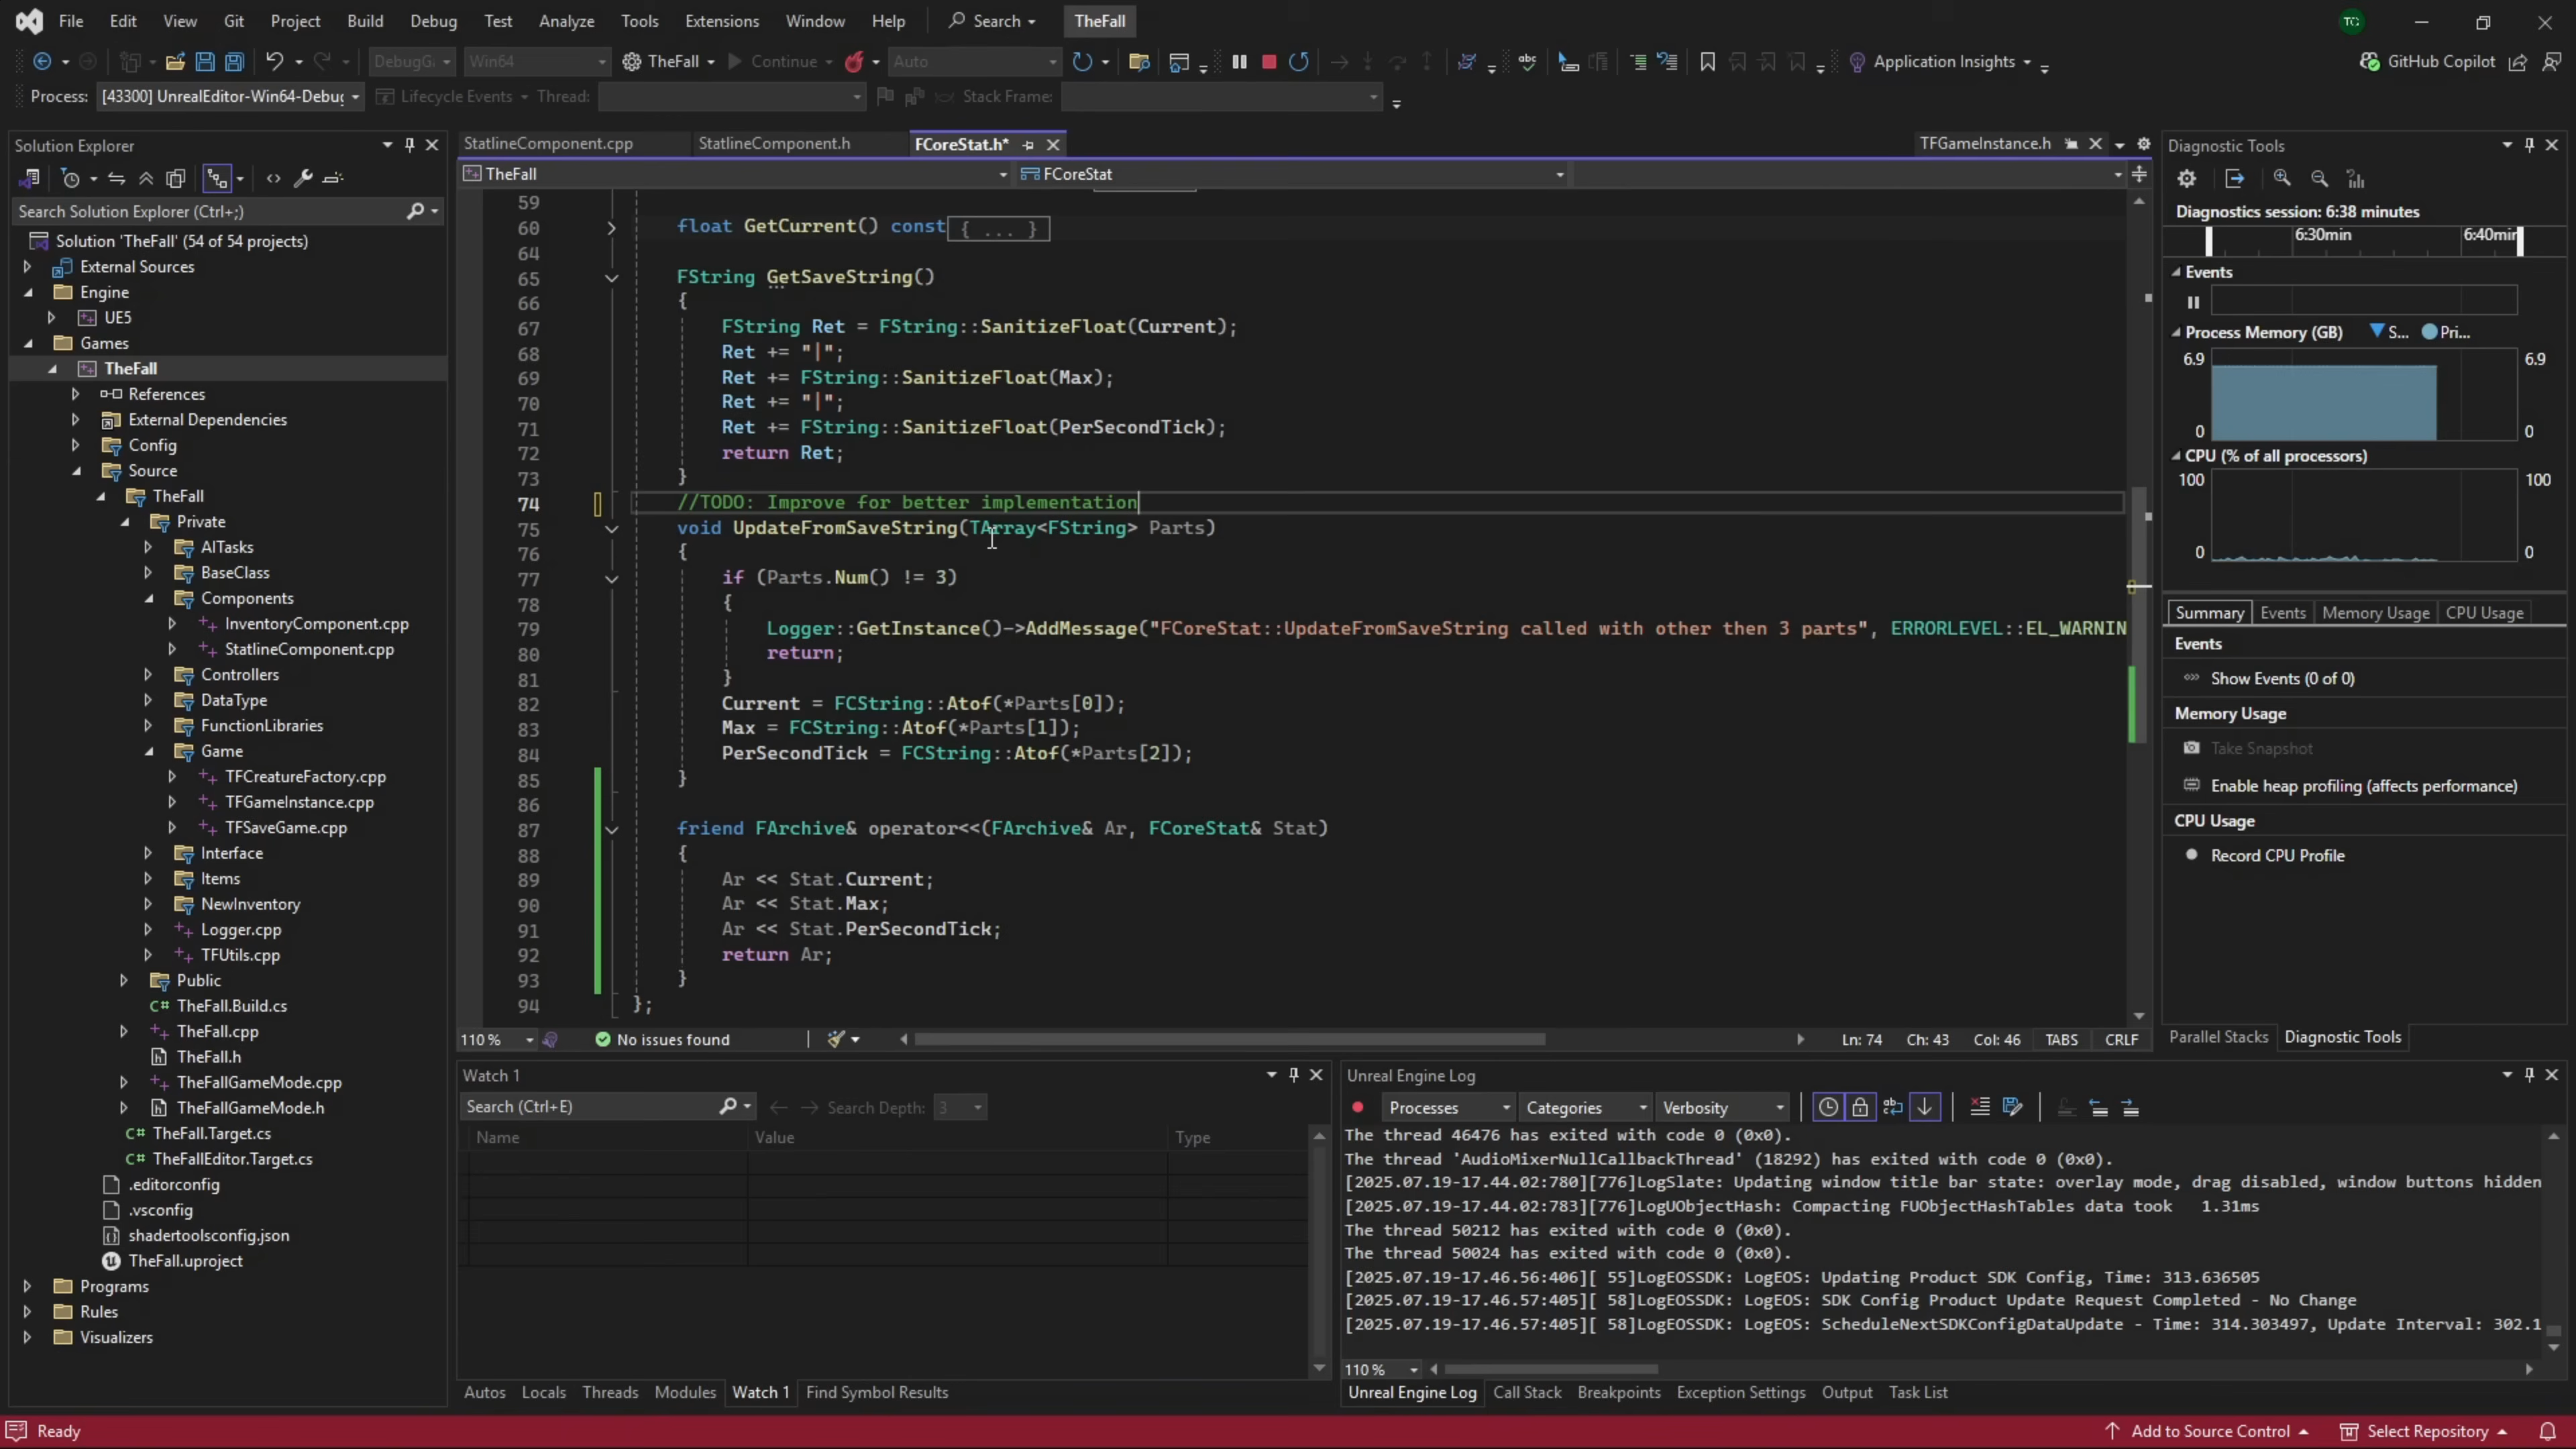 File Edit View Git Project Build Debug Test Analyze Tools Extensions Window Help Search TheFall TC
Win64 TheFall Continue Auto Application Insights GitHub Copilot
Process: [43300] UnrealEditor-Win64-Debug Lifecycle Events Thread: Stack Frame:
Solution Explorer
Search Solution Explorer (Ctrl+;)
Solution 'TheFall' (54 of 54 projects)
External Sources
Engine
UE5
Games
TheFall
References
External Dependencies
Config
Source
TheFall
Private
AITasks
BaseClass
Components
InventoryComponent.cpp
StatlineComponent.cpp
Controllers
DataType
FunctionLibraries
Game
TFCreatureFactory.cpp
TFGameInstance.cpp
TFSaveGame.cpp
Interface
Items
NewInventory
Logger.cpp
TFUtils.cpp
Public
TheFall.Build.cs
TheFall.cpp
TheFall.h
TheFallGameMode.cpp
TheFallGameMode.h
TheFall.Target.cs
TheFallEditor.Target.cs
.editorconfig
.vsconfig
shadertoolsconfig.json
TheFall.uproject
Programs
Rules
Visualizers
StatlineComponent.cpp StatlineComponent.h FCoreStat.h* TFGameInstance.h
TheFall FCoreStat
59
60 float GetCurrent() const{ ... }
64
65 FString GetSaveString()
66 {
67 FString Ret = FString::SanitizeFloat(Current);
68 Ret += "|";
69 Ret += FString::SanitizeFloat(Max);
70 Ret += "|";
71 Ret += FString::SanitizeFloat(PerSecondTick);
72 return Ret;
73 }
74 //TODO: Improve for better implementation
75 void UpdateFromSaveString(TArray<FString> Parts)
76 {
77 if (Parts.Num() != 3)
78 {
79 Logger::GetInstance()->AddMessage("FCoreStat::UpdateFromSaveString called with other then 3 parts", ERRORLEVEL::EL_WARNIN
80 return;
81 }
82 Current = FCString::Atof(*Parts[0]);
83 Max = FCString::Atof(*Parts[1]);
84 PerSecondTick = FCString::Atof(*Parts[2]);
85 }
86
87 friend FArchive& operator<<(FArchive& Ar, FCoreStat& Stat)
88 {
89 Ar << Stat.Current;
90 Ar << Stat.Max;
91 Ar << Stat.PerSecondTick;
92 return Ar;
93 }
94 };
110 % No issues found Ln: 74 Ch: 43 Col: 46 TABS CRLF
Diagnostic Tools
Diagnostics session: 6:38 minutes
6:30min 6:40min
Events
Process Memory (GB) S... Pri...
6.9 6.9
0 0
CPU (% of all processors)
100 100
0 0
Summary Events Memory Usage CPU Usage
Events
Show Events (0 of 0)
Memory Usage
Take Snapshot
Enable heap profiling (affects performance)
CPU Usage
Record CPU Profile
Parallel Stacks Diagnostic Tools
Watch 1
Search (Ctrl+E) Search Depth: 3
Name Value Type
Autos Locals Threads Modules Watch 1 Find Symbol Results
Unreal Engine Log
Processes Categories Verbosity
The thread 46476 has exited with code 0 (0x0).
The thread 'AudioMixerNullCallbackThread' (18292) has exited with code 0 (0x0).
[2025.07.19-17.44.02:780][776]LogSlate: Updating window title bar state: overlay mode, drag disabled, window buttons hidden
[2025.07.19-17.44.02:783][776]LogUObjectHash: Compacting FUObjectHashTables data took 1.31ms
The thread 50212 has exited with code 0 (0x0).
The thread 50024 has exited with code 0 (0x0).
[2025.07.19-17.46.56:406][ 55]LogEOSSDK: LogEOS: Updating Product SDK Config, Time: 313.636505
[2025.07.19-17.46.57:405][ 58]LogEOSSDK: LogEOS: SDK Config Product Update Request Completed - No Change
[2025.07.19-17.46.57:405][ 58]LogEOSSDK: LogEOS: ScheduleNextSDKConfigDataUpdate - Time: 314.303497, Update Interval: 302.1
110 %
Unreal Engine Log Call Stack Breakpoints Exception Settings Output Task List
Ready Add to Source Control Select Repository